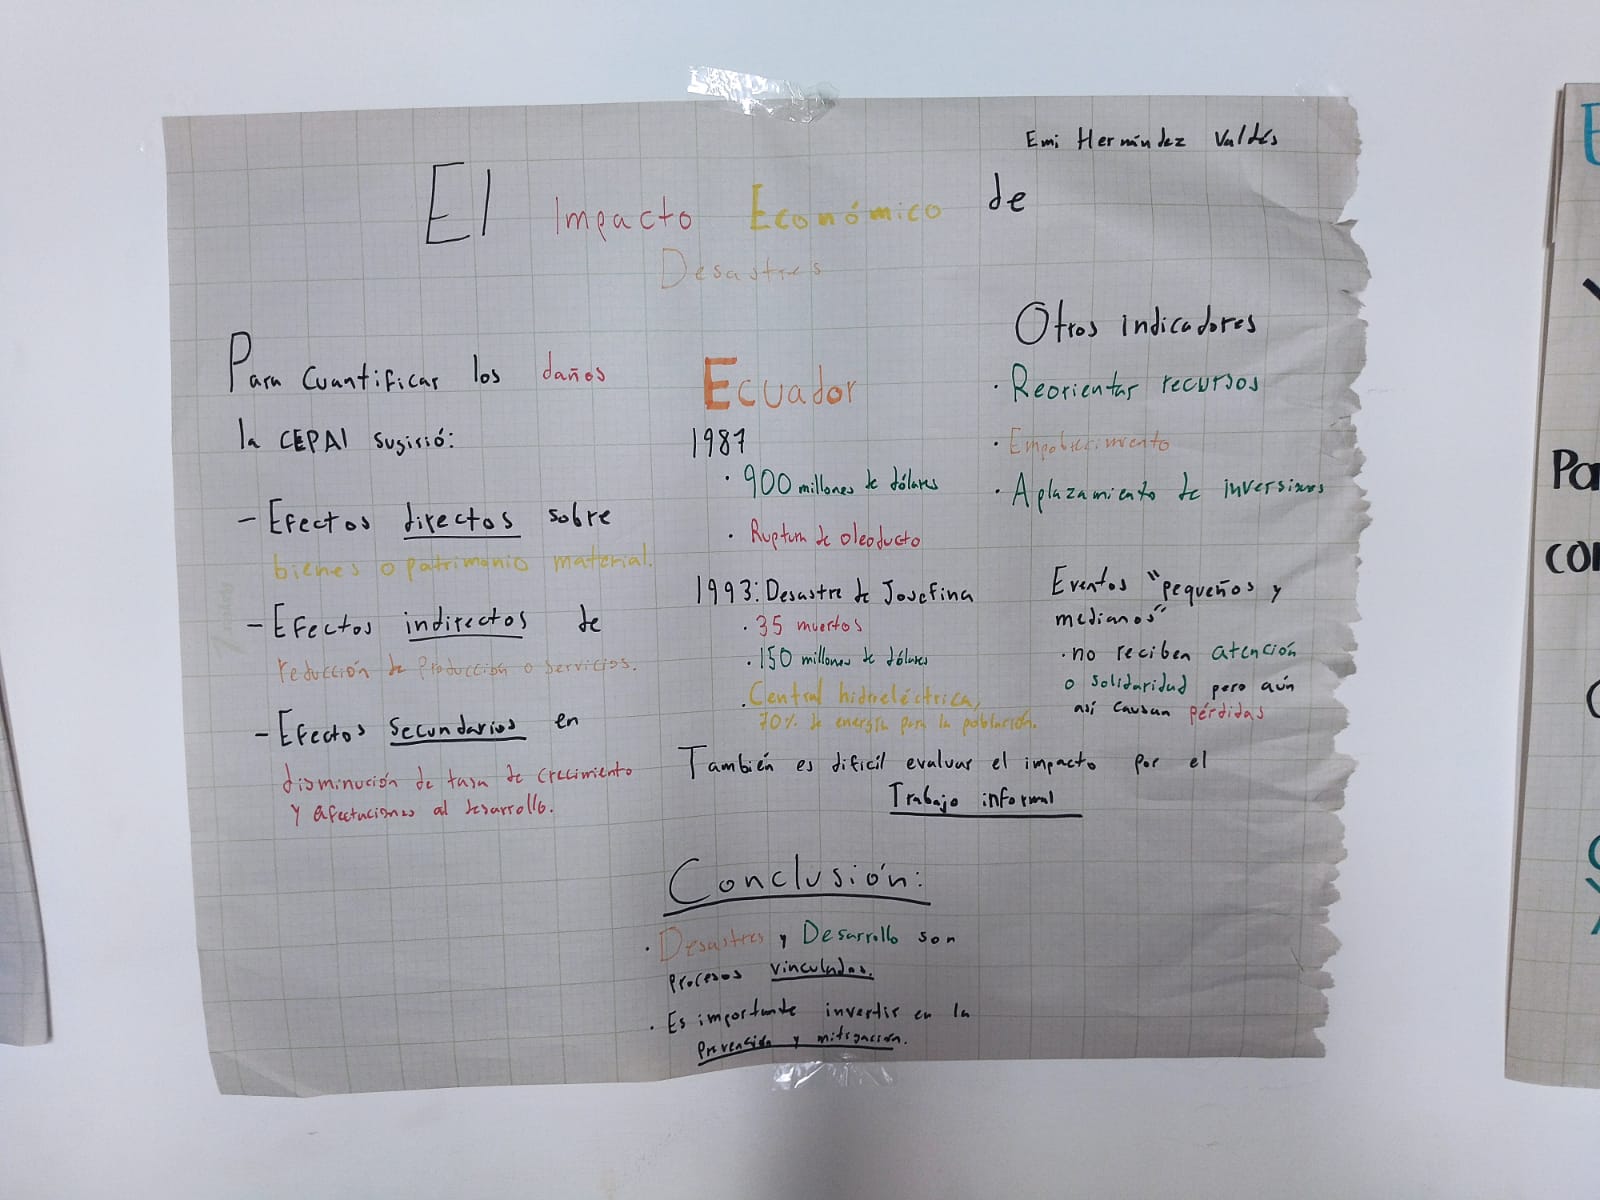 Emi Hernández Valdés
El Impacto Económico de
Desastres
Para cuantificar los daños
la CEPAL sugirió:
- Efectos directos sobre
bienes o patrimonio material.
- Efectos indirectos de
reducción de producción o servicios.
- Efectos secundarios en
disminución de tasa de crecimiento
y afectaciones al desarrollo.
Ecuador
1987
· 900 millones de dólares
· Ruptura de oleoducto
1993: Desastre de Josefina
· 35 muertos
· 150 millones de dólares
· Central hidroeléctrica,
70% de energía para la población.
Otros indicadores
· Reorientar recursos
· Empobrecimiento
· Aplazamiento de inversiones
Eventos "pequeños y
medianos"
· no reciben atención
o solidaridad pero aún
así causan pérdidas
También es difícil evaluar el impacto por el
Trabajo informal
Conclusión:
· Desastres y Desarrollo son
procesos vinculados.
· Es importante invertir en la
prevención y mitigación.